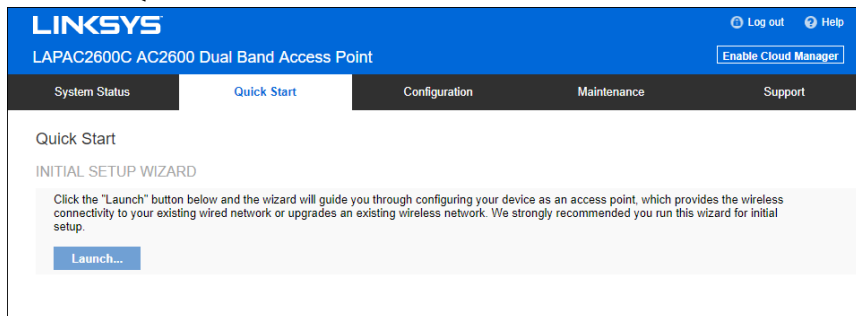 LINKSYS
Log out Help
LAPAC2600C AC2600 Dual Band Access Point
Enable Cloud Manager
System Status Quick Start Configuration Maintenance Support
Quick Start
INITIAL SETUP WIZARD
Click the "Launch" button below and the wizard will guide you through configuring your device as an access point, which provides the wireless
connectivity to your existing wired network or upgrades an existing wireless network. We strongly recommended you run this wizard for initial
setup.
Launch...